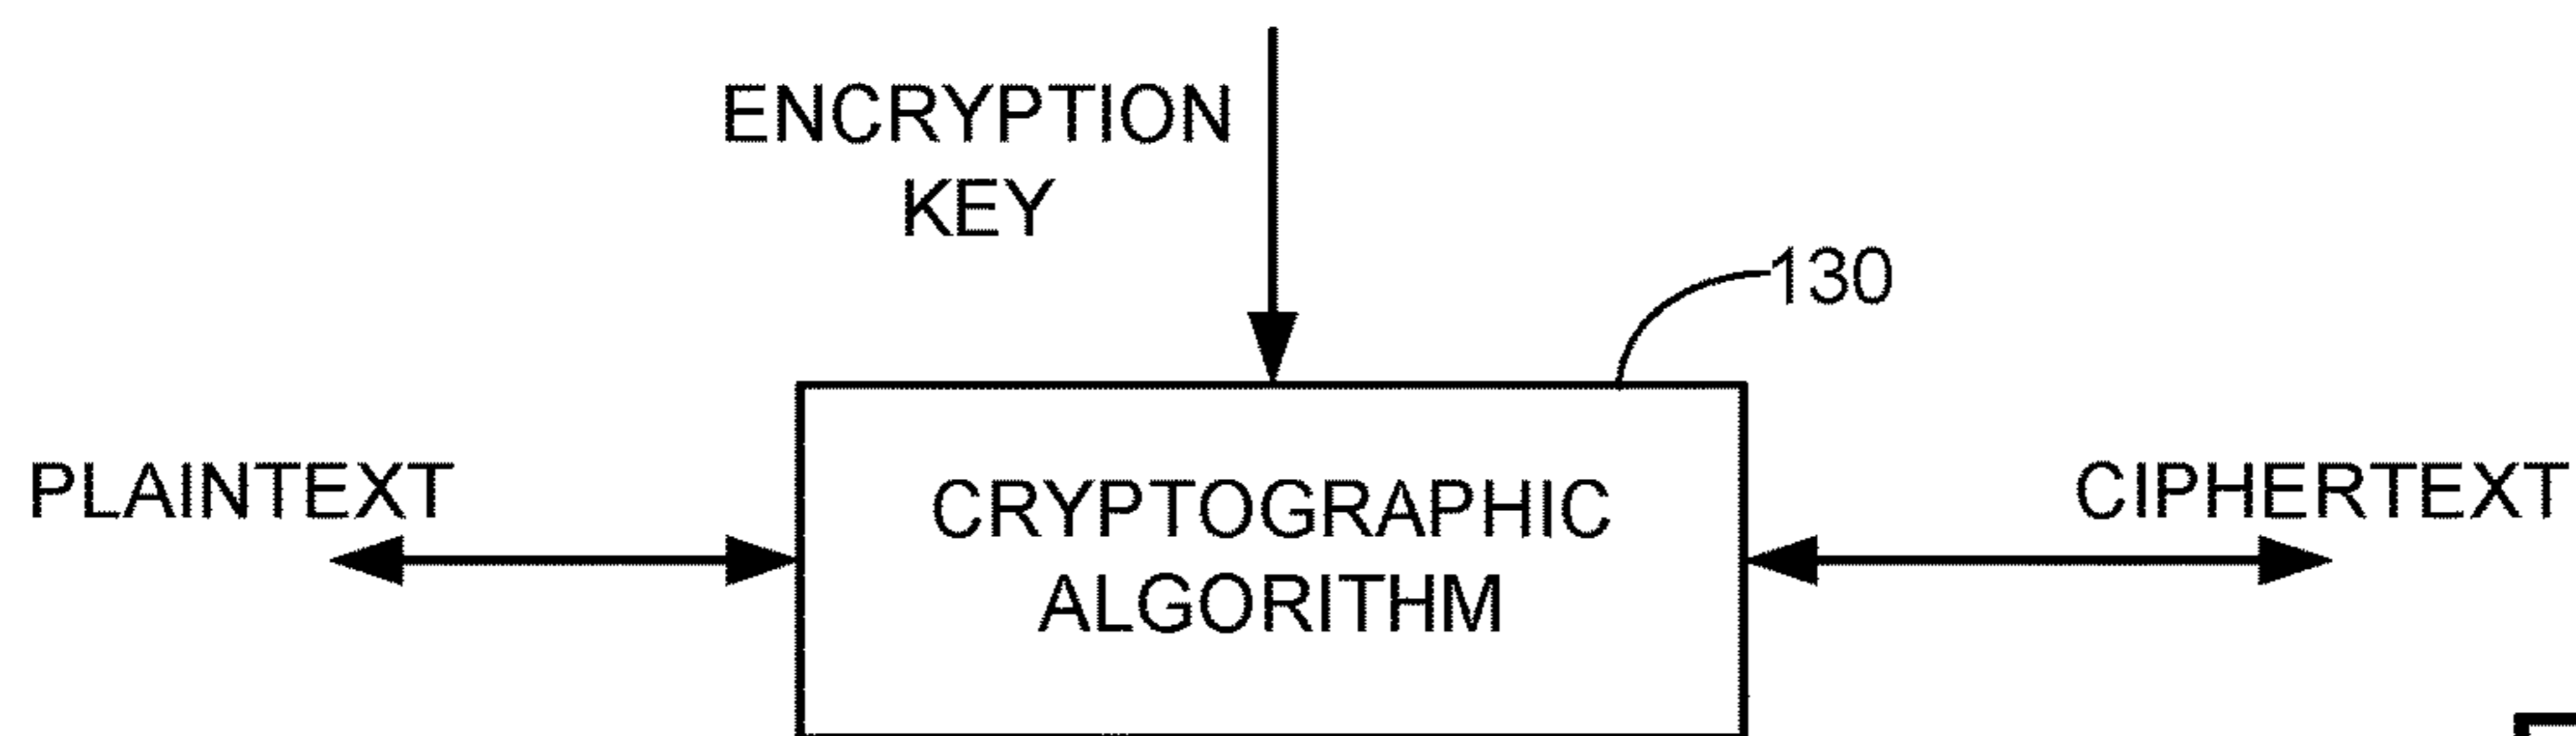 ENCRYPTION
KEY
130
PLAINTEXT
CRYPTOGRAPHIC
ALGORITHM
CIPHERTEXT